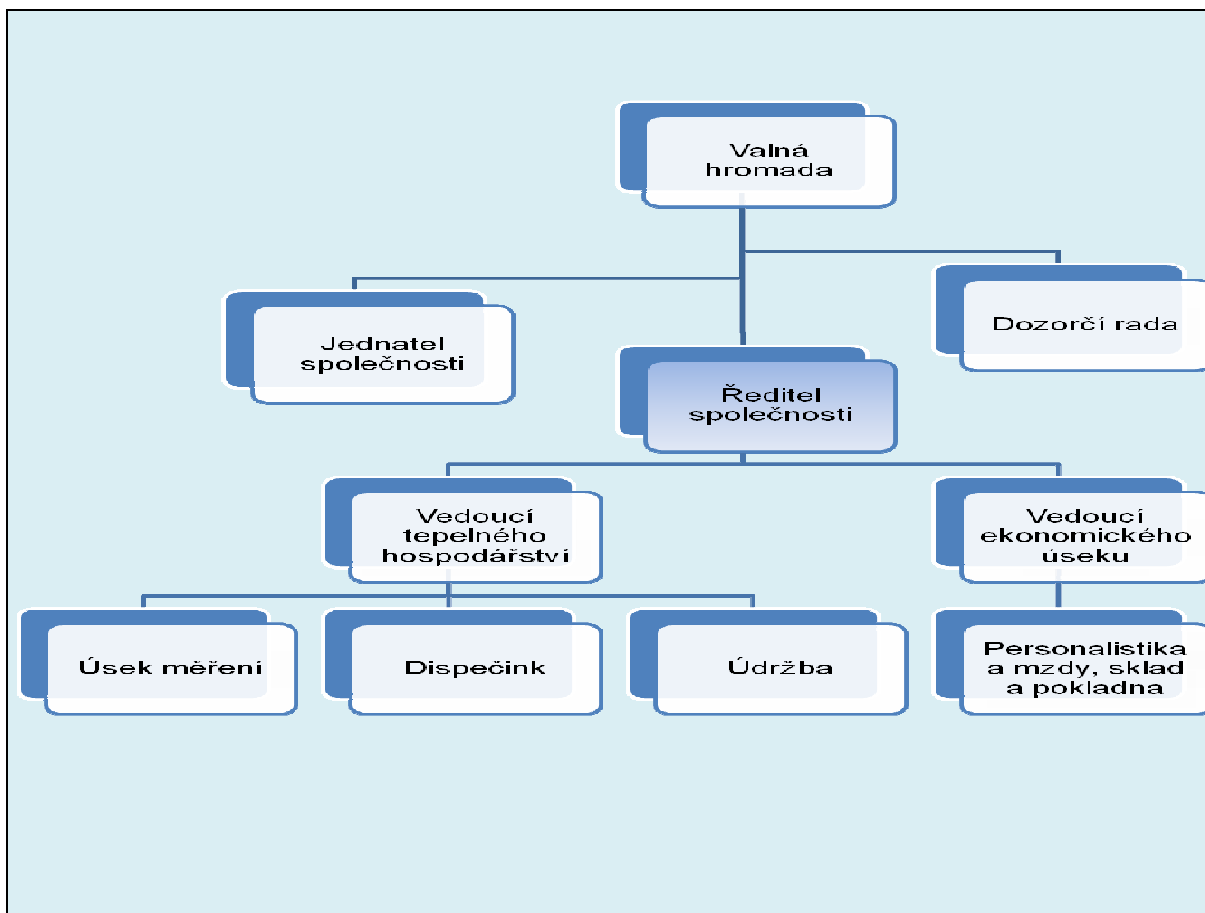 Valná
hromada
Dozorčí rada
Jednatel
společnosti
Ředitel
společnosti
Vedoucí
tepelného
hospodářství
Vedoucí
ekonomického
úseku
Úsek měření
Dispečink
Údržba
Personalistika
a mzdy, sklad
a pokladna